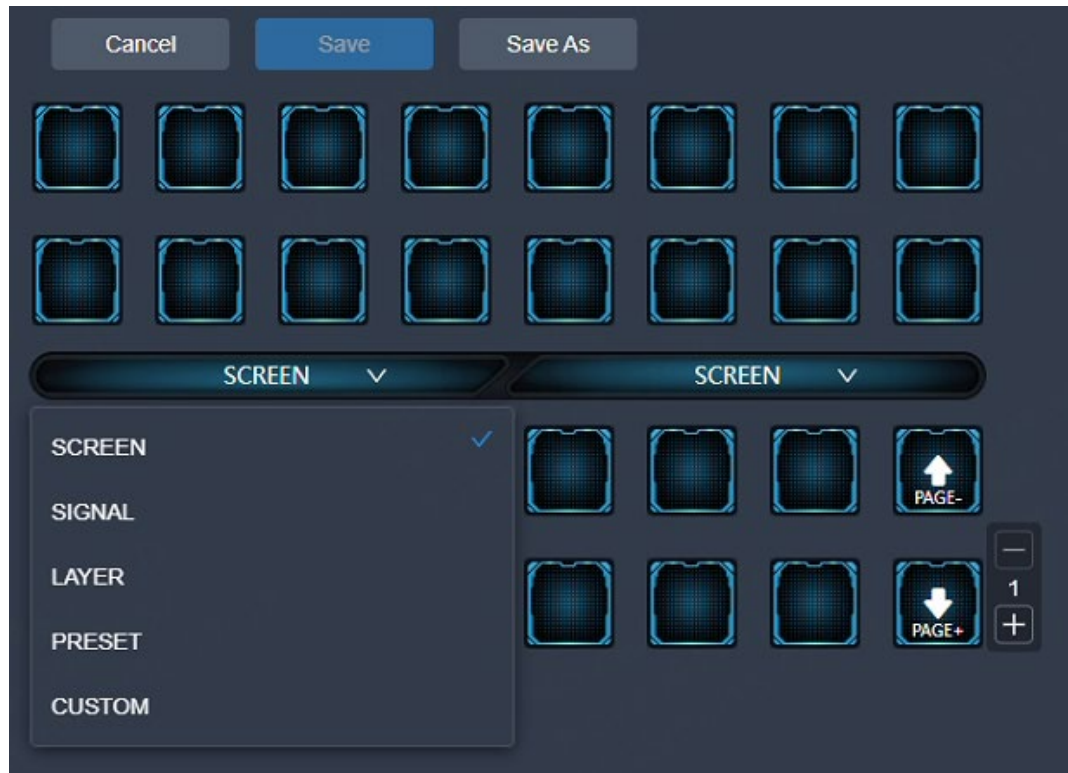 Cancel Save Save As
SCREEN SCREEN
SCREEN
SIGNAL
LAYER
PRESET
CUSTOM
PAGE-
1
PAGE+